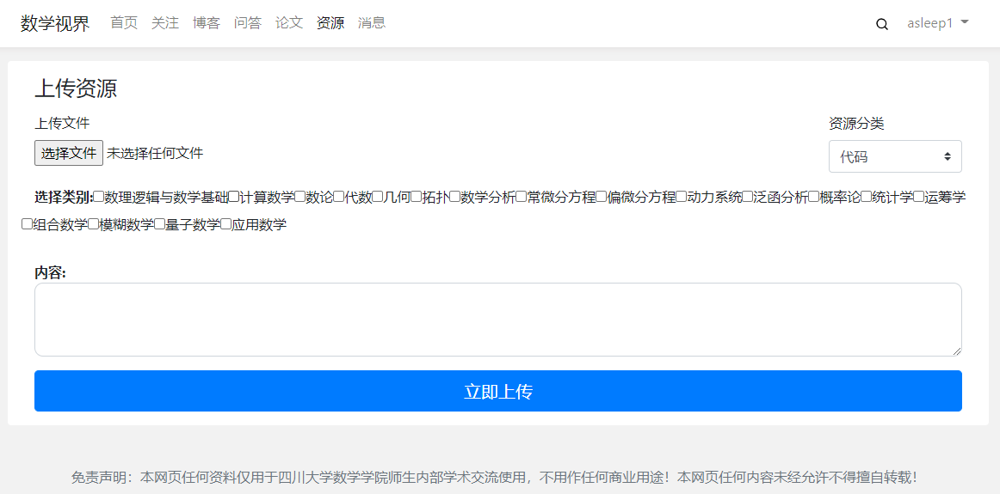 数学视界 首页 关注 博客 问答 论文 资源 消息 asleep1
上传资源
上传文件 资源分类
选择文件 未选择任何文件 代码
选择类别:数理逻辑与数学基础计算数学数论代数几何拓扑数学分析常微分方程偏微分方程动力系统泛函分析概率论统计学运筹学
组合数学模糊数学量子数学应用数学
内容:
立即上传
免责声明：本网页任何资料仅用于四川大学数学学院师生内部学术交流使用，不用作任何商业用途！本网页任何内容未经允许不得擅自转载！